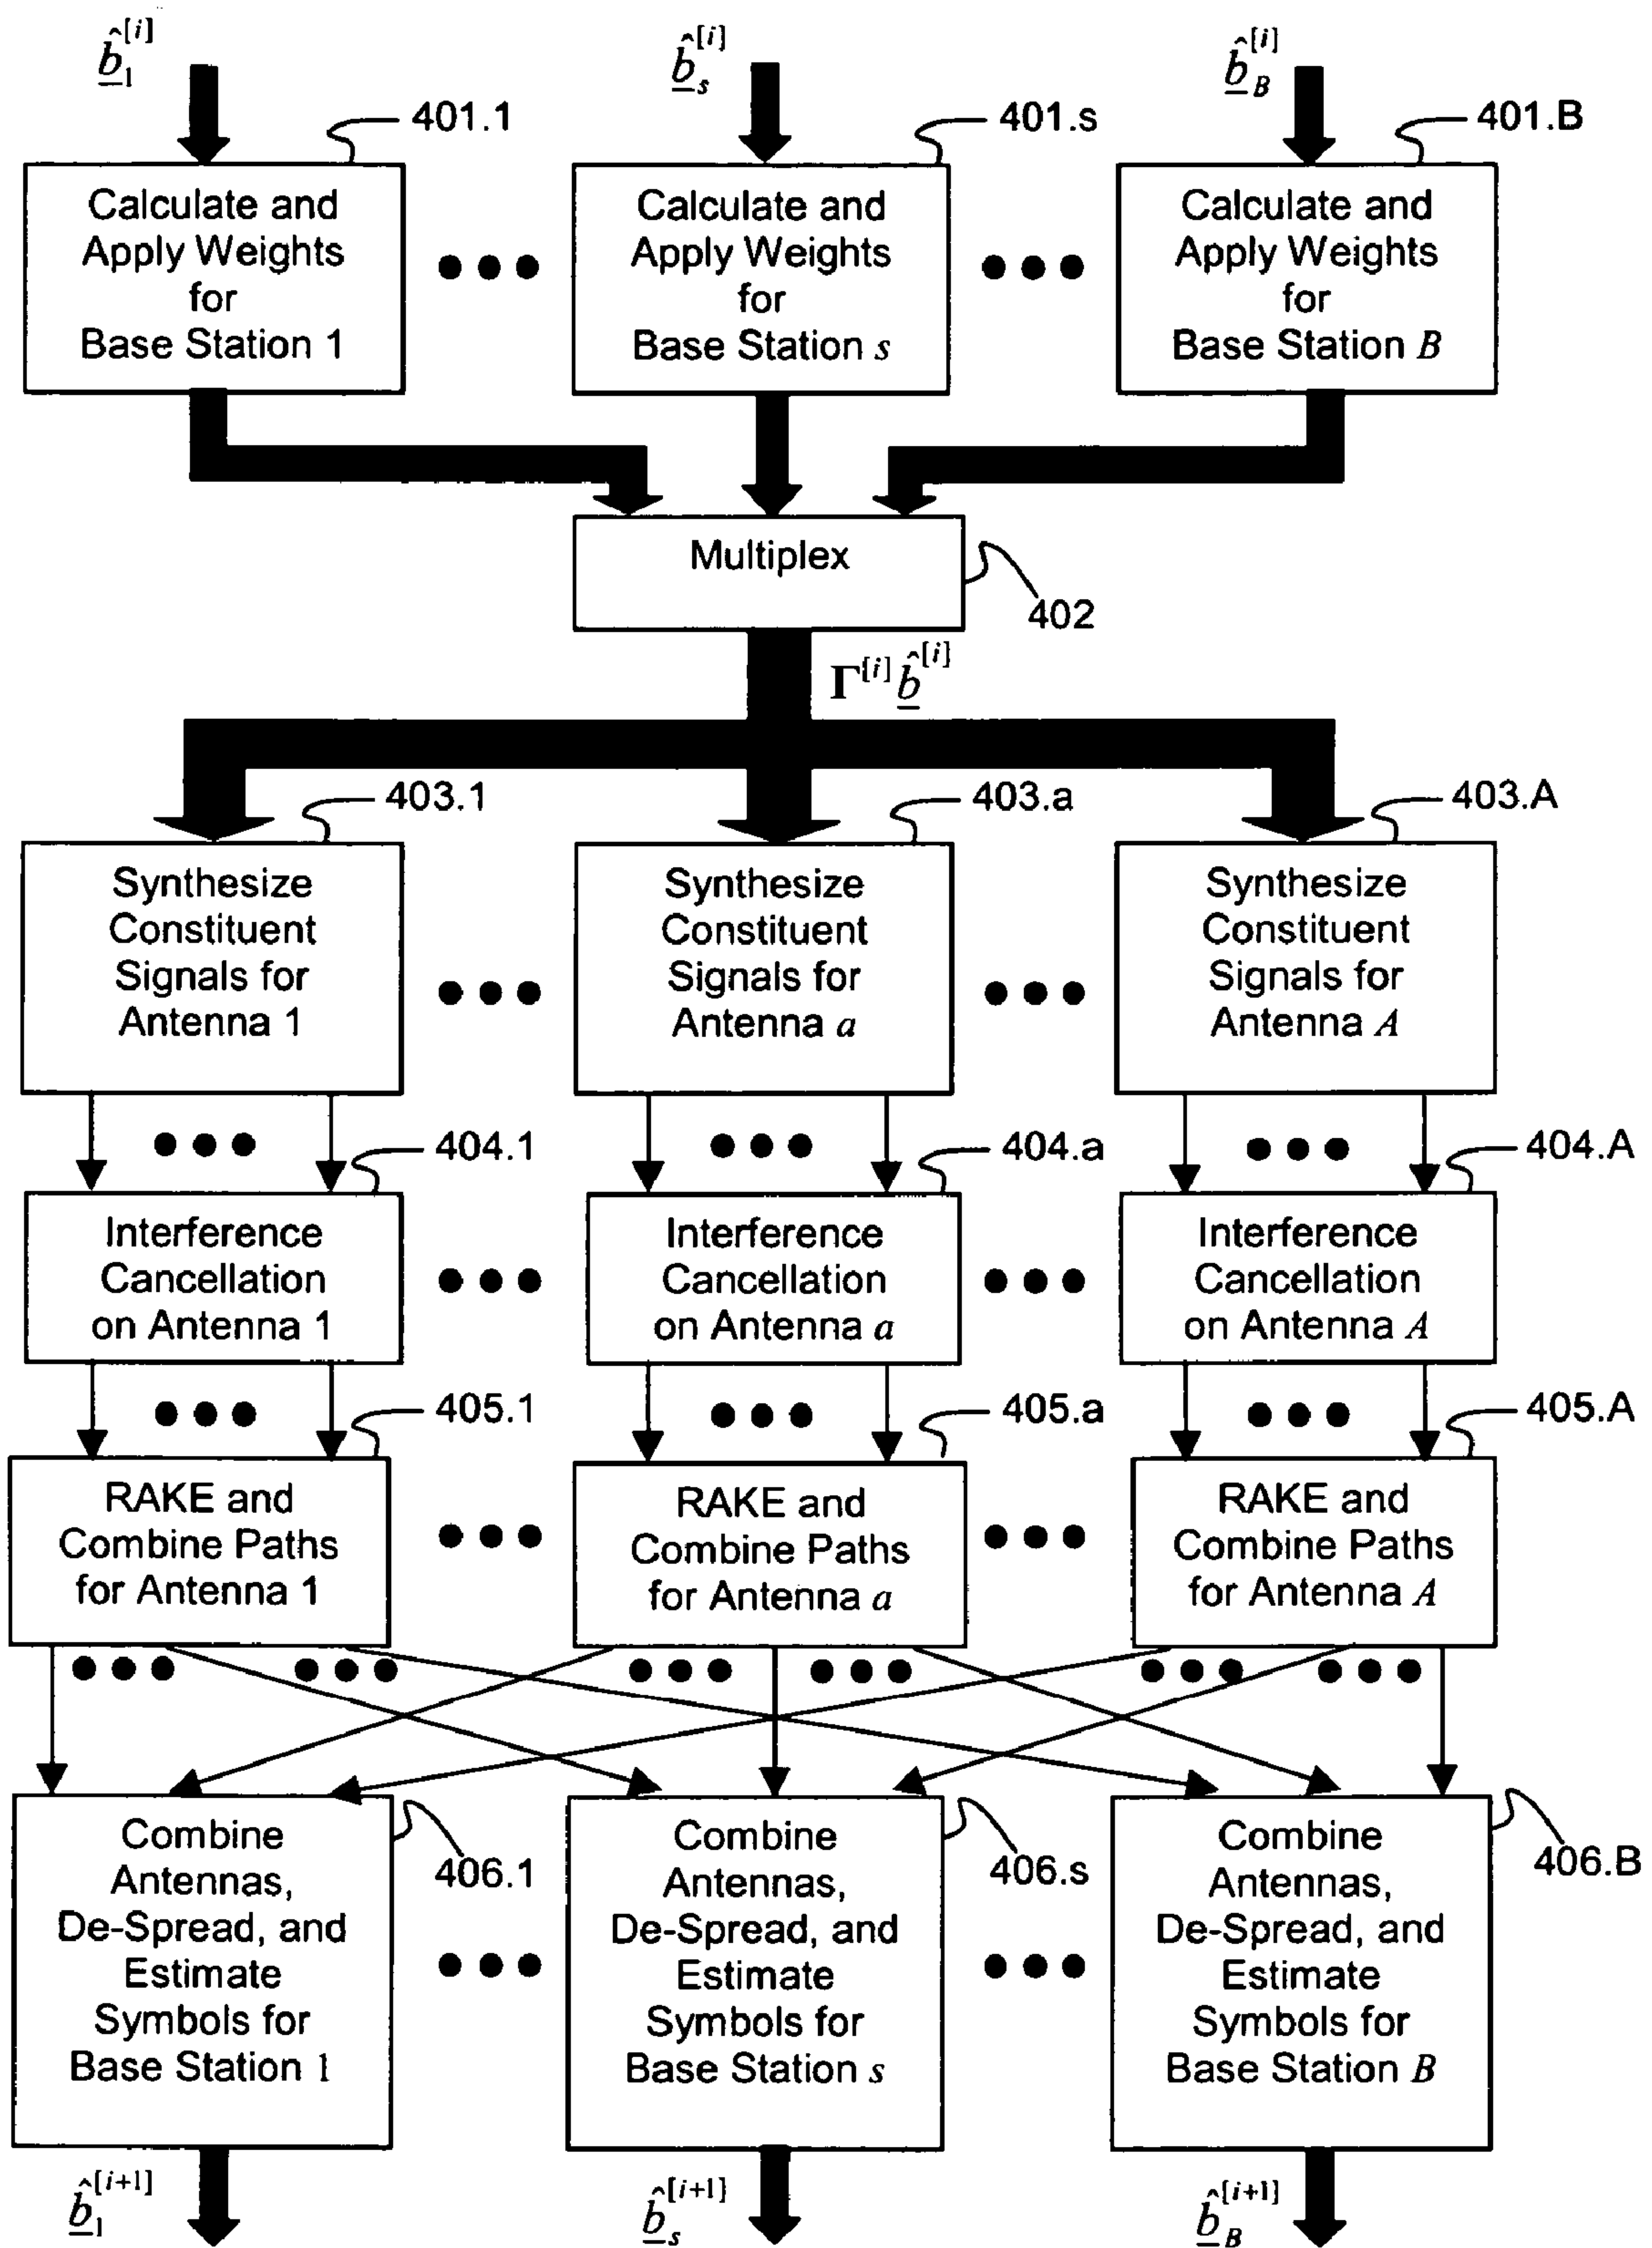 b̂₁^[i] b̂ₛ^[i] b̂_B^[i]
401.1 401.s 401.B
Calculate and
Apply Weights
for
Base Station 1
Calculate and
Apply Weights
for
Base Station s
Calculate and
Apply Weights
for
Base Station B
Multiplex
402
Γ^[i] b̂^[i]
403.1 403.a 403.A
Synthesize
Constituent
Signals for
Antenna 1
Synthesize
Constituent
Signals for
Antenna a
Synthesize
Constituent
Signals for
Antenna A
404.1 404.a 404.A
Interference
Cancellation
on Antenna 1
Interference
Cancellation
on Antenna a
Interference
Cancellation
on Antenna A
405.1 405.a 405.A
RAKE and
Combine Paths
for Antenna 1
RAKE and
Combine Paths
for Antenna a
RAKE and
Combine Paths
for Antenna A
Combine
Antennas,
De-Spread, and
Estimate
Symbols for
Base Station 1
406.1
Combine
Antennas,
De-Spread, and
Estimate
Symbols for
Base Station s
406.s
Combine
Antennas,
De-Spread, and
Estimate
Symbols for
Base Station B
406.B
b̂₁^[i+1] b̂ₛ^[i+1] b̂_B^[i+1]